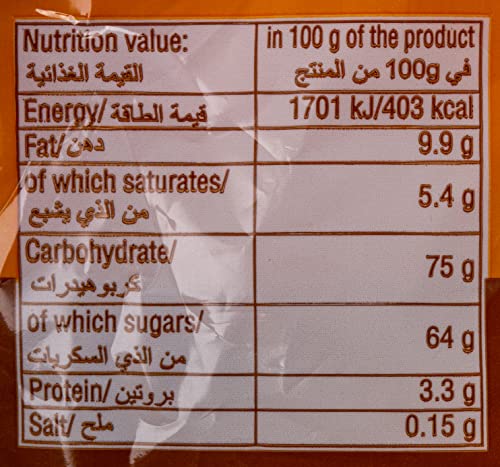 Nutrition value: in 100 g of the product
القيمة الغذائية في 100g من المنتج
Energy/ قيمة الطاقة 1701 kJ/403 kcal
Fat/ دهن 9.9 g
of which saturates/
من الذي يشبع 5.4 g
Carbohydrate/
كربوهيدرات 75 g
of which sugars/
من الذي السكريات 64 g
Protein/ بروتين 3.3 g
Salt/ ملح 0.15 g